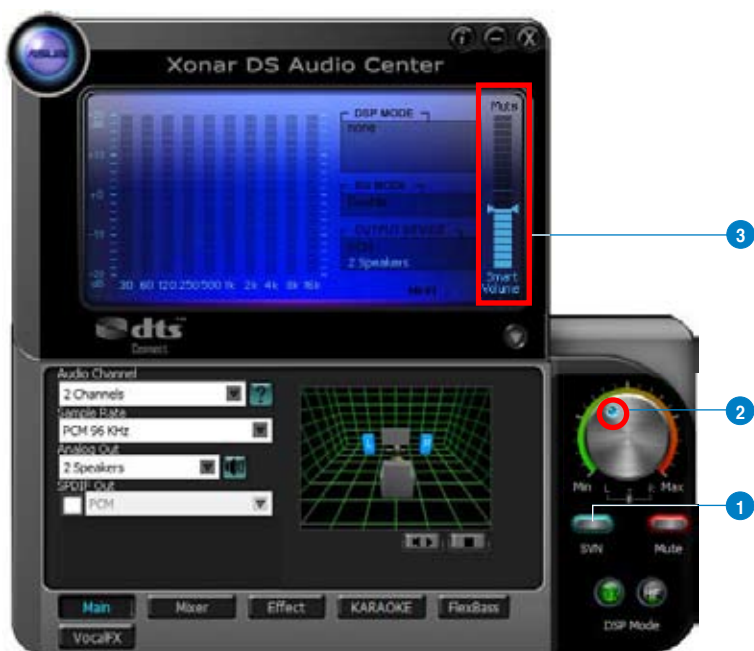 ASUS
Xonar DS Audio Center
Mute
DSP MODE
none
+0
OUTPUT DEVICE
2 Speakers
30 60 120 250 500 1k 2k 4k 8k 16k
Smart
Volume
3
dts
Connect
Audio Channel
2 Channels
?
Sample Rate
PCM 96 KHz
Analog Out
2 Speakers
SPDIF Out
PCM
L
R
2
Min
L
R
Max
1
SVN
Mute
HF
DSP Mode
Main
Mixer
Effect
KARAOKE
FlexBass
VocalFX